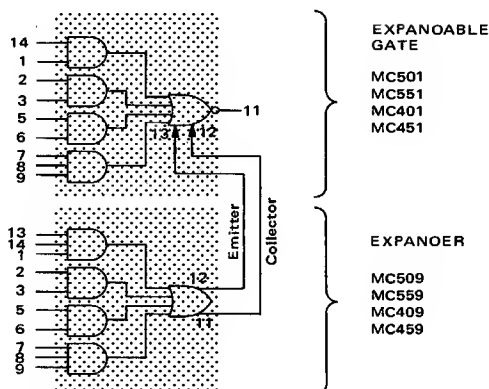 14
1
2
3
5
6
7
8
9
13 12
11
EXPANOABLE
GATE
MC501
MC551
MC401
MC451
Emitter
Collector
13
14
1
2
3
5
6
7
8
9
12
11
EXPANOER
MC509
MC559
MC409
MC459